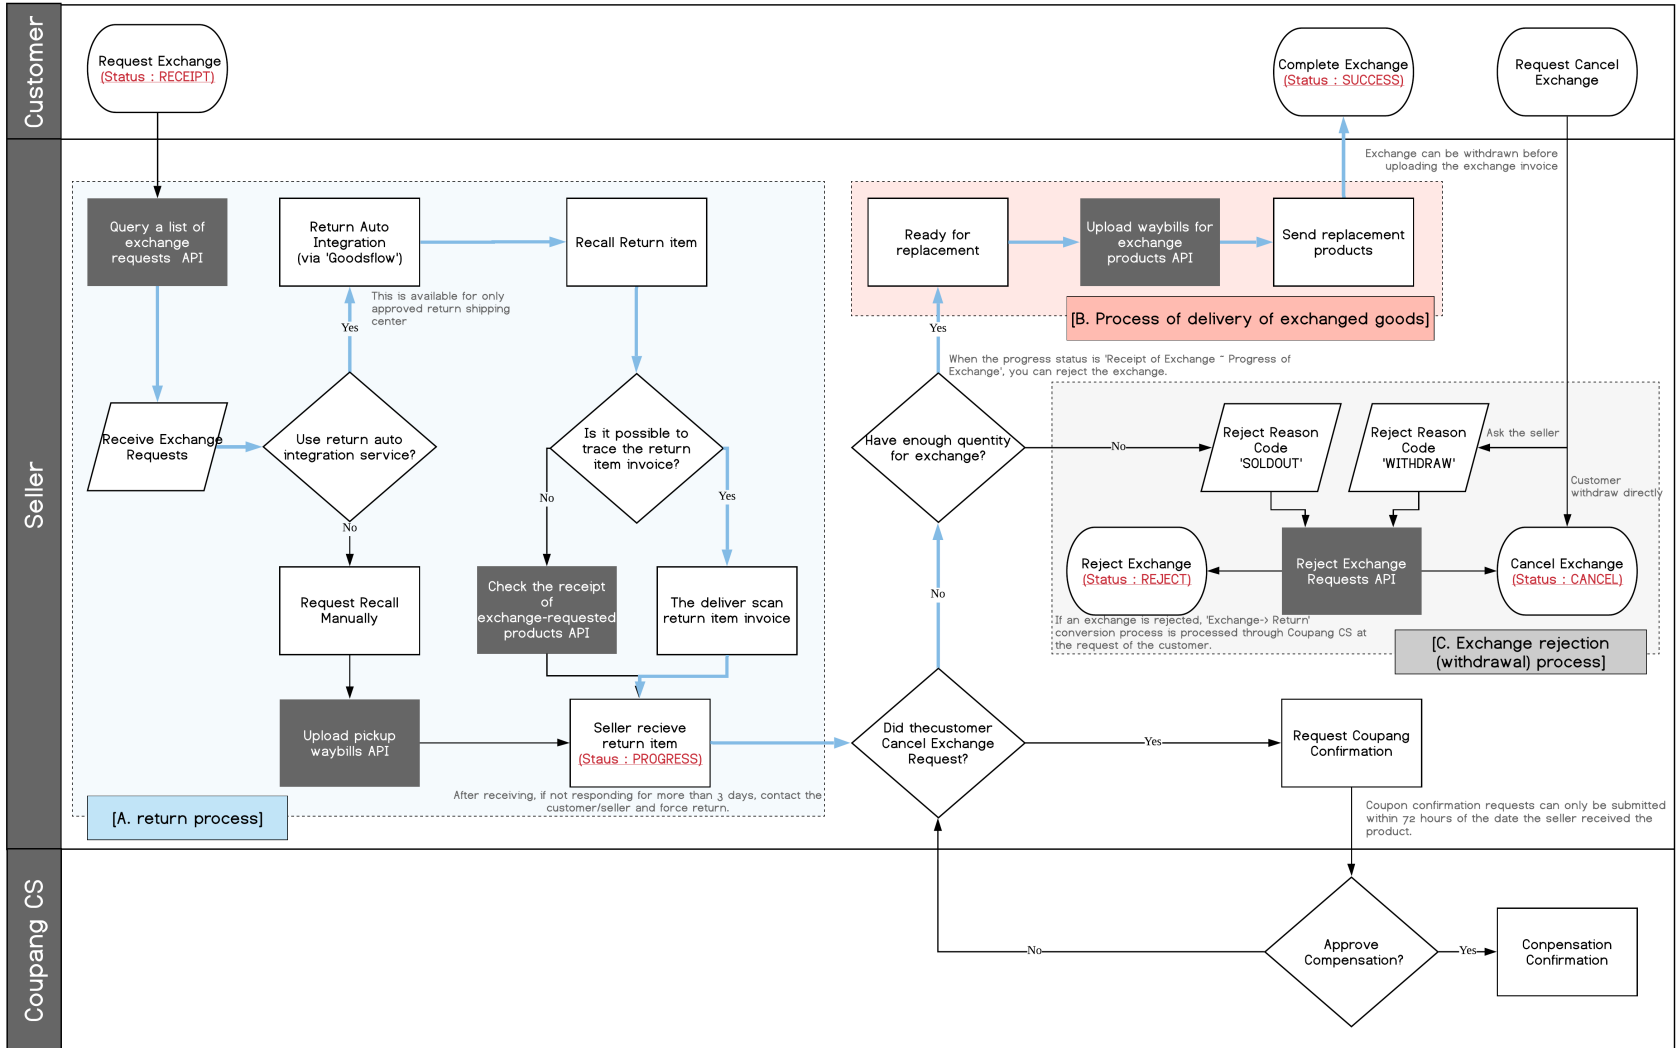 Customer
Request Exchange
(Status : RECEIPT)
Complete Exchange
(Status : SUCCESS)
Request Cancel
Exchange
Seller
Exchange can be withdrawn before
uploading the exchange invoice
Query a list of
exchange
requests API
Return Auto
Integration
(via 'Goodsflow')
Recall Return item
This is available for only
approved return shipping
center
Yes
Receive Exchange
Requests
Use return auto
integration service?
Is it possible to
trace the return
item invoice?
No
No
Yes
Request Recall
Manually
Check the receipt
of
exchange-requested
products API
The deliver scan
return item invoice
Upload pickup
waybills API
Seller recieve
return item
(Staus : PROGRESS)
After receiving, if not responding for more than 3 days, contact the
customer/seller and force return.
[A. return process]
Ready for
replacement
Upload waybills for
exchange
products API
Send replacement
products
[B. Process of delivery of exchanged goods]
Yes
When the progress status is 'Receipt of Exchange ~ Progress of
Exchange', you can reject the exchange.
Have enough quentity
for exchange?
No
Reject Reason
Code
'SOLDOUT'
Reject Reason
Code
'WITHDRAW'
Ask the seller
Customer
withdraw directly
Reject Exchange
(Status : REJECT)
Reject Exchange
Requests API
Cancel Exchange
(Status : CANCEL)
If an exchange is rejected, 'Exchange-> Return'
conversion process is processed through Coupang CS at
the request of the customer.
[C. Exchange rejection
(withdrawal) process]
No
Did thecustomer
Cancel Exchange
Request?
Yes
Request Coupang
Confirmation
Coupon confirmation requests can only be submitted
within 72 hours of the date the seller received the
product.
Coupang CS
No
Approve
Compensation?
Yes
Conpensation
Confirmation